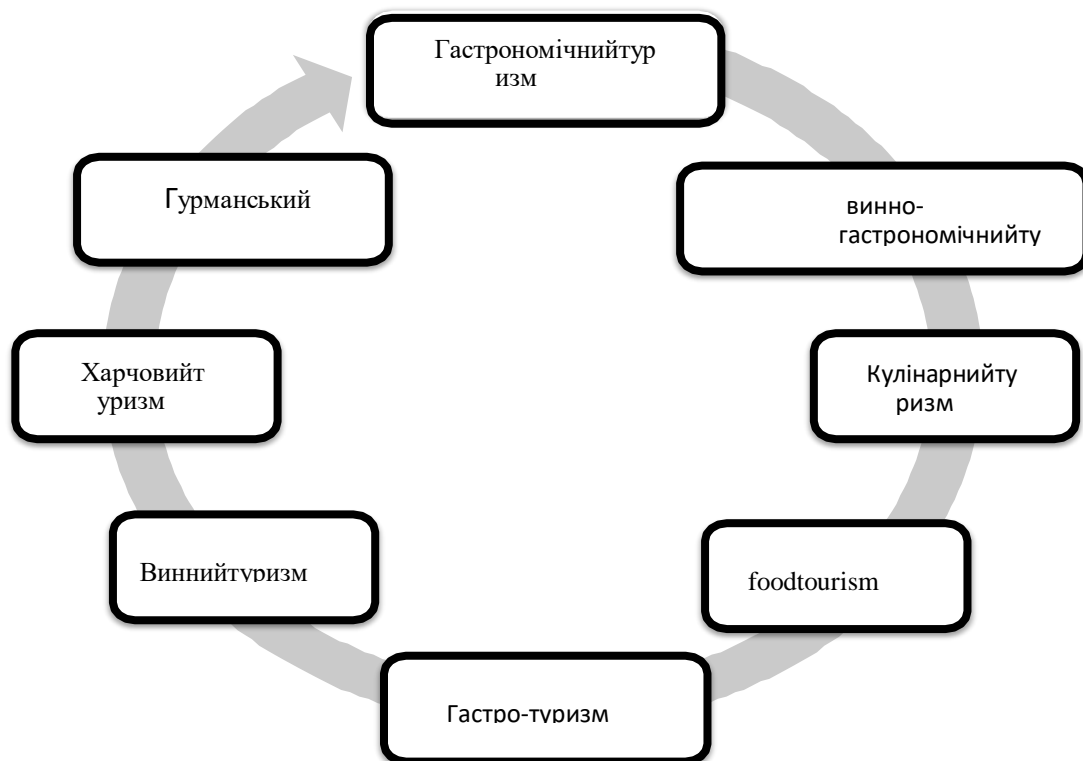 Гастрономічнийтур
изм
винно-
гастрономічнийту
Кулінарнийту
ризм
foodtourism
Гастро-туризм
Виннийтуризм
Харчовийт
уризм
Гурманський